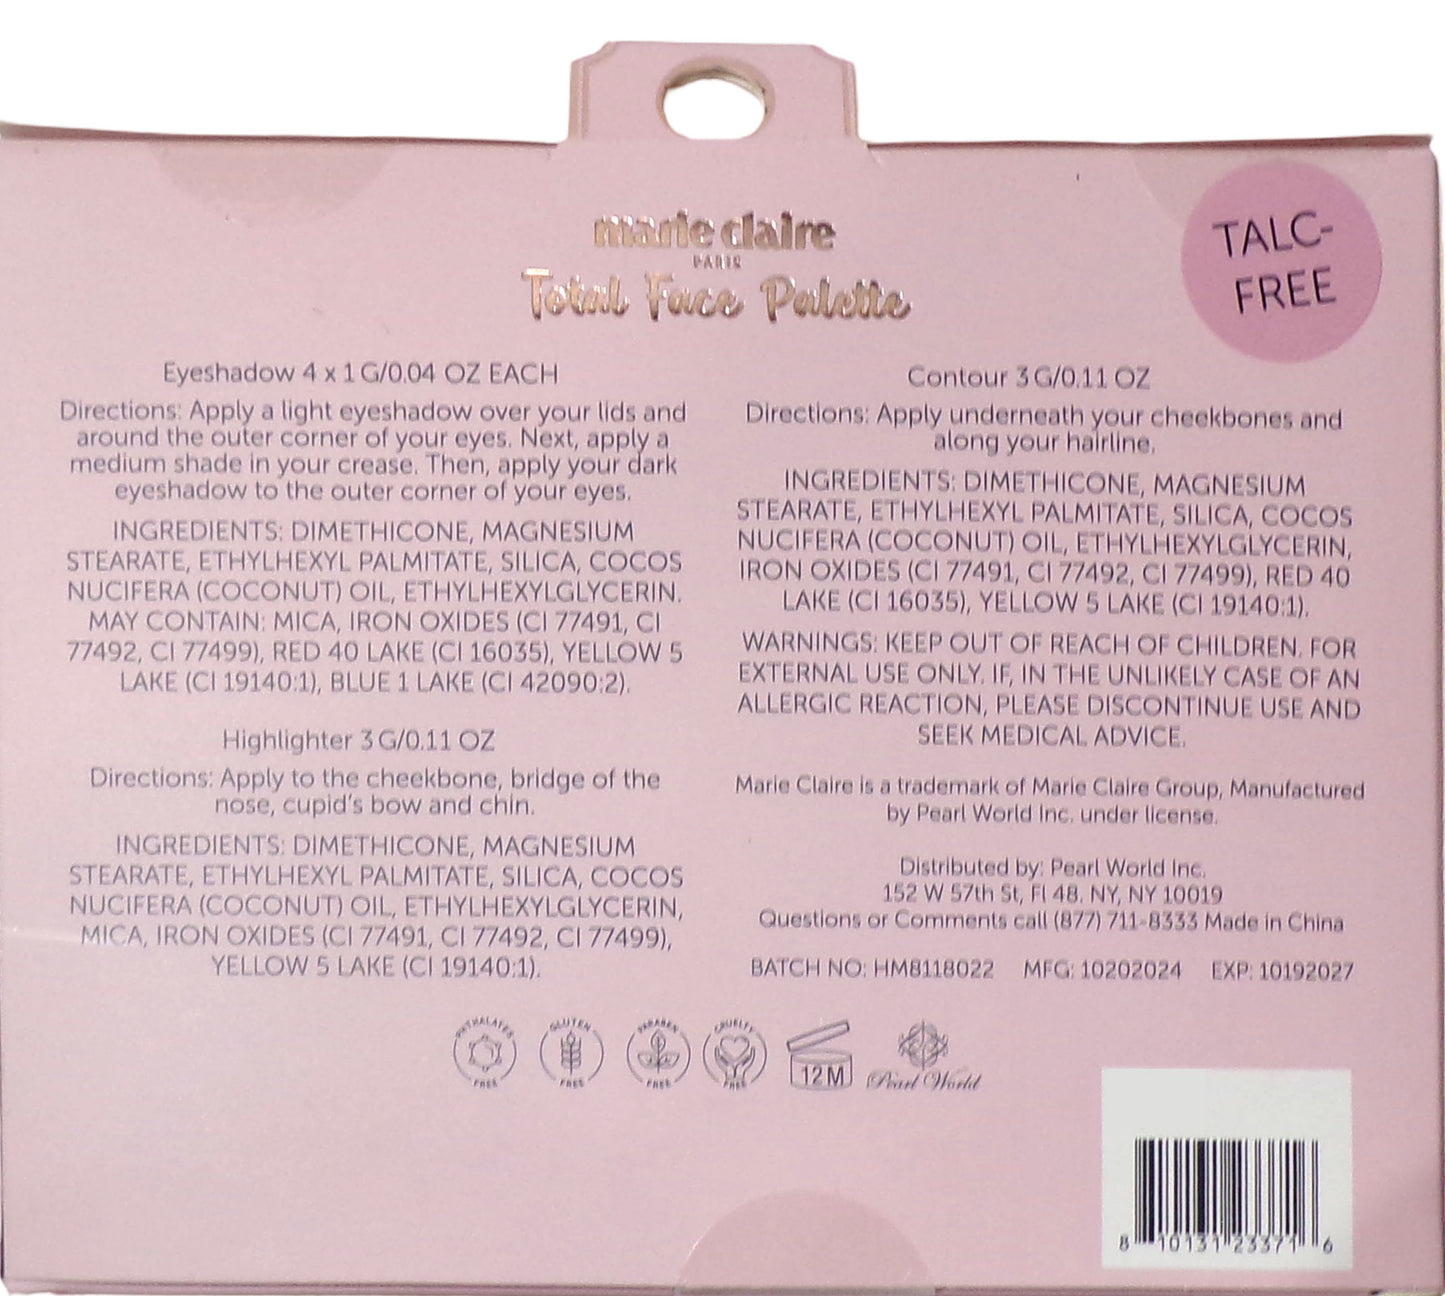 marie claire
PARIS
Total Face Palette
TALC-
FREE
Eyeshadow 4 x 1 G/0.04 OZ EACH
Directions: Apply a light eyeshadow over your lids and
around the outer corner of your eyes. Next, apply a
medium shade in your crease. Then, apply your dark
eyeshadow to the outer corner of your eyes.
INGREDIENTS: DIMETHICONE, MAGNESIUM
STEARATE, ETHYLHEXYL PALMITATE, SILICA, COCOS
NUCIFERA (COCONUT) OIL, ETHYLHEXYLGLYCERIN.
MAY CONTAIN: MICA, IRON OXIDES (CI 77491, CI
77492, CI 77499), RED 40 LAKE (CI 16035), YELLOW 5
LAKE (CI 19140:1), BLUE 1 LAKE (CI 42090:2).
Highlighter 3 G/0.11 OZ
Directions: Apply to the cheekbone, bridge of the
nose, cupid's bow and chin.
INGREDIENTS: DIMETHICONE, MAGNESIUM
STEARATE, ETHYLHEXYL PALMITATE, SILICA, COCOS
NUCIFERA (COCONUT) OIL, ETHYLHEXYLGLYCERIN,
MICA, IRON OXIDES (CI 77491, CI 77492, CI 77499),
YELLOW 5 LAKE (CI 19140:1).
Contour 3 G/0.11 OZ
Directions: Apply underneath your cheekbones and
along your hairline.
INGREDIENTS: DIMETHICONE, MAGNESIUM
STEARATE, ETHYLHEXYL PALMITATE, SILICA, COCOS
NUCIFERA (COCONUT) OIL, ETHYLHEXYLGLYCERIN,
IRON OXIDES (CI 77491, CI 77492, CI 77499), RED 40
LAKE (CI 16035), YELLOW 5 LAKE (CI 19140:1).
WARNINGS: KEEP OUT OF REACH OF CHILDREN. FOR
EXTERNAL USE ONLY. IF, IN THE UNLIKELY CASE OF AN
ALLERGIC REACTION, PLEASE DISCONTINUE USE AND
SEEK MEDICAL ADVICE.
Marie Claire is a trademark of Marie Claire Group, Manufactured
by Pearl World Inc. under license.
Distributed by: Pearl World Inc.
152 W 57th St, Fl 48. NY, NY 10019
Questions or Comments call (877) 711-8333 Made in China
BATCH NO: HM8118022 MFG: 10202024 EXP: 10192027
PHTHALATES FREE
GLUTEN FREE
PARABEN FREE
CRUELTY FREE
12M
Pearl World
8 10131 23371 6